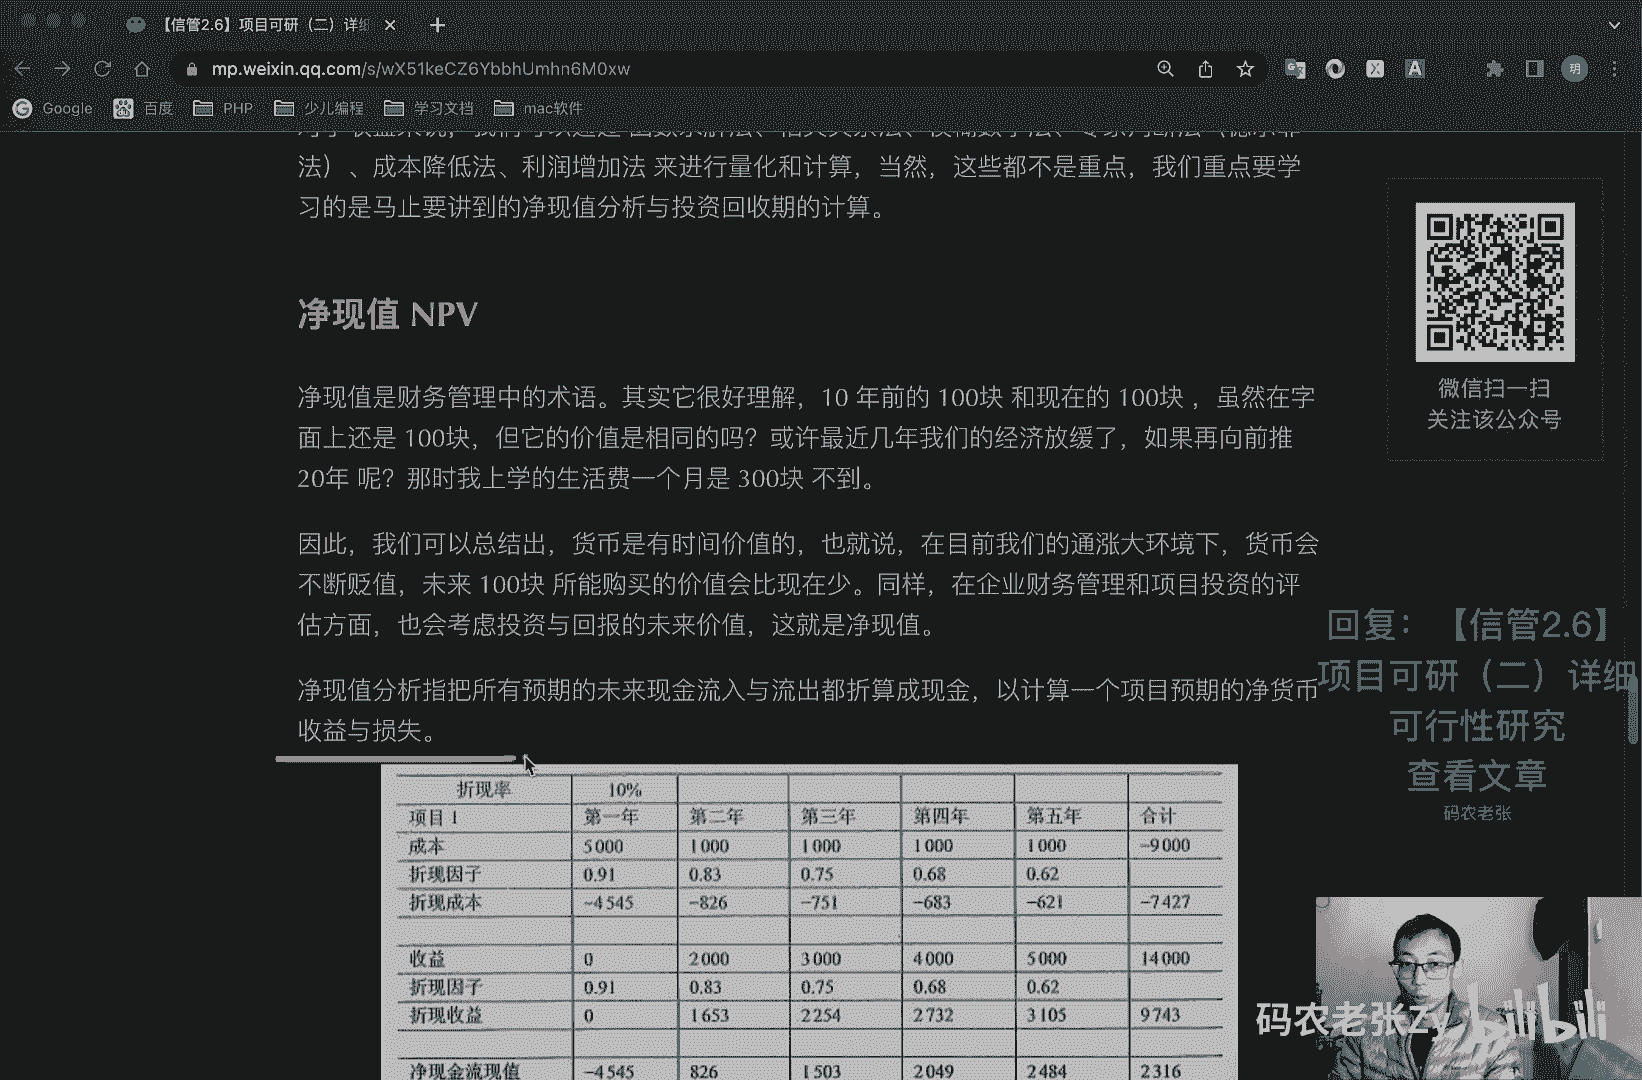 【信管2.6】项目可研（二）详细
mp.weixin.qq.com/s/wX51keCZ6YbbhUmhn6M0xw
Google 百度 PHP 少儿编程 学习文档 mac软件
法）、成本降低法、利润增加法 来进行量化和计算，当然，这些都不是重点，我们重点要学
习的是马止要讲到的净现值分析与投资回收期的计算。
净现值 NPV
净现值是财务管理中的术语。其实它很好理解，10 年前的 100块 和现在的 100块 ，虽然在字
面上还是 100块，但它的价值是相同的吗？或许最近几年我们的经济放缓了，如果再向前推
20年 呢？那时我上学的生活费一个月是 300块 不到。
因此，我们可以总结出，货币是有时间价值的，也就说，在目前我们的通涨大环境下，货币会
不断贬值，未来 100块 所能购买的价值会比现在少。同样，在企业财务管理和项目投资的评
估方面，也会考虑投资与回报的未来价值，这就是净现值。
净现值分析指把所有预期的未来现金流入与流出都折算成现金，以计算一个项目预期的净货币
收益与损失。
折现率 10%
项目1 第一年 第二年 第三年 第四年 第五年 合计
成本 5000 1000 1000 1000 1000 -9000
折现因子 0.91 0.83 0.75 0.68 0.62
折现成本 -4545 -826 -751 -683 -621 -7427
收益 0 2000 3000 4000 5000 14000
折现因子 0.91 0.83 0.75 0.68 0.62
折现收益 0 1653 2254 2732 3105 9743
净现金流现值 -4545 826 1503 2049 2484 2316
微信扫一扫
关注该公众号
回复：【信管2.6】
项目可研（二）详细
可行性研究
查看文章
码农老张
码农老张Zy bilibili
玥